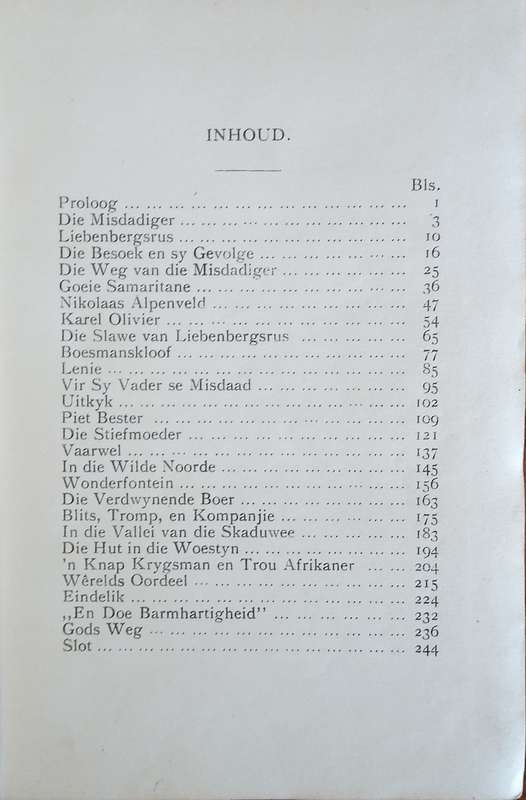 INHOUD.
Bls.
Proloog ... ... ... ... ... ... ... ... ... ... ... ... 1
Die Misdadiger ... ... ... ... ... ... ... ... ... ... 3
Liebenbergsrus ... ... ... ... ... ... ... ... ... ... 10
Die Besoek en sy Gevolge ... ... ... ... ... ... ... 16
Die Weg van die Misdadiger ... ... ... ... ... ... 25
Goeie Samaritane ... ... ... ... ... ... ... ... ... 36
Nikolaas Alpenveld ... ... ... ... ... ... ... ... ... 47
Karel Olivier ... ... ... ... ... ... ... ... ... ... ... 54
Die Slawe van Liebenbergsrus ... ... ... ... ... 65
Boesmanskloof ... ... ... ... ... ... ... ... ... ... 77
Lenie ... ... ... ... ... ... ... ... ... ... ... ... ... 85
Vir Sy Vader se Misdaad ... ... ... ... ... ... ... 95
Uitkyk ... ... ... ... ... ... ... ... ... ... ... ... ... 102
Piet Bester ... ... ... ... ... ... ... ... ... ... ... 109
Die Stiefmoeder ... ... ... ... ... ... ... ... ... ... 121
Vaarwel ... ... ... ... ... ... ... ... ... ... ... ... 137
In die Wilde Noorde ... ... ... ... ... ... ... ... ... 145
Wonderfontein ... ... ... ... ... ... ... ... ... ... 156
Die Verdwynende Boer ... ... ... ... ... ... ... ... 163
Blits, Tromp, en Kompanjie ... ... ... ... ... ... 175
In die Vallei van die Skaduwee ... ... ... ... ... 183
Die Hut in die Woestyn ... ... ... ... ... ... ... ... 194
'n Knap Krygsman en Trou Afrikaner ... ... 204
Wêrelds Oordeel ... ... ... ... ... ... ... ... ... ... 215
Eindelik ... ... ... ... ... ... ... ... ... ... ... ... 224
„En Doe Barmhartigheid” ... ... ... ... ... ... 232
Gods Weg ... ... ... ... ... ... ... ... ... ... ... ... 236
Slot ... ... ... ... ... ... ... ... ... ... ... ... ... 244